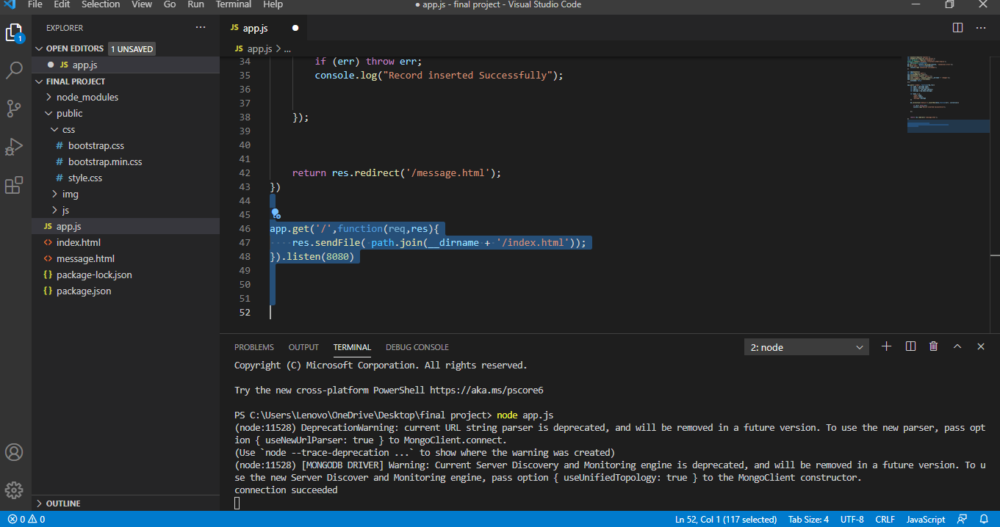 File Edit Selection View Go Run Terminal Help
● app.js - final project - Visual Studio Code
EXPLORER
1
OPEN EDITORS 1 UNSAVED
● JS app.js
FINAL PROJECT
node_modules
public
css
# bootstrap.css
# bootstrap.min.css
# style.css
img
js
JS app.js
<> index.html
<> message.html
{} package-lock.json
{} package.json
OUTLINE
JS app.js ●
JS app.js > ...
34 if (err) throw err;
35 console.log("Record inserted Successfully");
36
37
38 });
39
40
41
42 return res.redirect('/message.html');
43 })
44
45
46 app.get('/',function(req,res){
47 ····res.sendFile(·path.join(__dirname + '/index.html'));
48 }).listen(8080)
49
50
51
52
PROBLEMS OUTPUT TERMINAL DEBUG CONSOLE 2: node
Copyright (C) Microsoft Corporation. All rights reserved.
Try the new cross-platform PowerShell https://aka.ms/pscore6
PS C:\Users\Lenovo\OneDrive\Desktop\final project> node app.js
(node:11528) DeprecationWarning: current URL string parser is deprecated, and will be removed in a future version. To use the new parser, pass opt
ion { useNewUrlParser: true } to MongoClient.connect.
(Use `node --trace-deprecation ...` to show where the warning was created)
(node:11528) [MONGODB DRIVER] Warning: Current Server Discovery and Monitoring engine is deprecated, and will be removed in a future version. To u
se the new Server Discover and Monitoring engine, pass option { useUnifiedTopology: true } to the MongoClient constructor.
connection succeeded
0 0 Ln 52, Col 1 (117 selected) Tab Size: 4 UTF-8 CRLF JavaScript